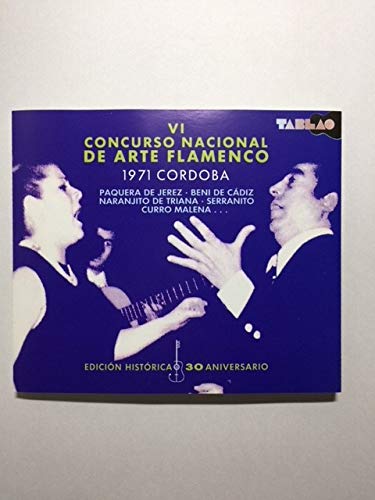 TABLAO
VI
CONCURSO NACIONAL
DE ARTE FLAMENCO
1971 CORDOBA
PAQUERA DE JEREZ - BENI DE CÁDIZ
NARANJITO DE TRIANA - SERRANITO
CURRO MALENA . . .
EDICIÓN HISTÓRICA 30 ANIVERSARIO